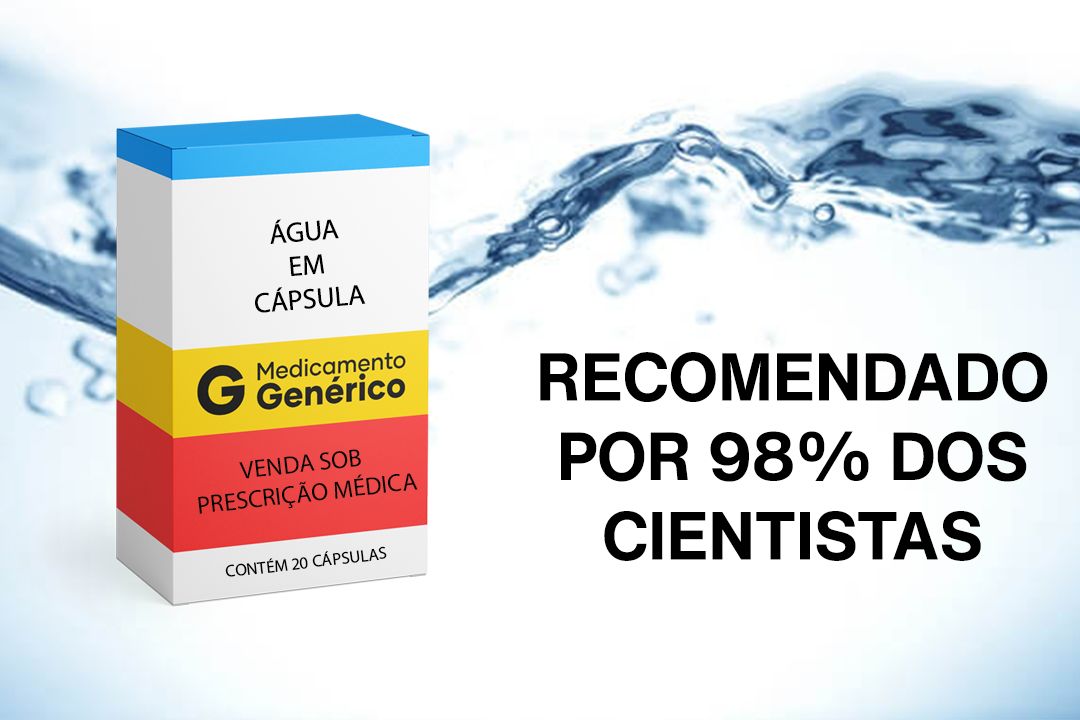 ÁGUA
EM
CÁPSULA
G Medicamento
Genérico
VENDA SOB
PRESCRIÇÃO MÉDICA
CONTÉM 20 CÁPSULAS
RECOMENDADO
POR 98% DOS
CIENTISTAS